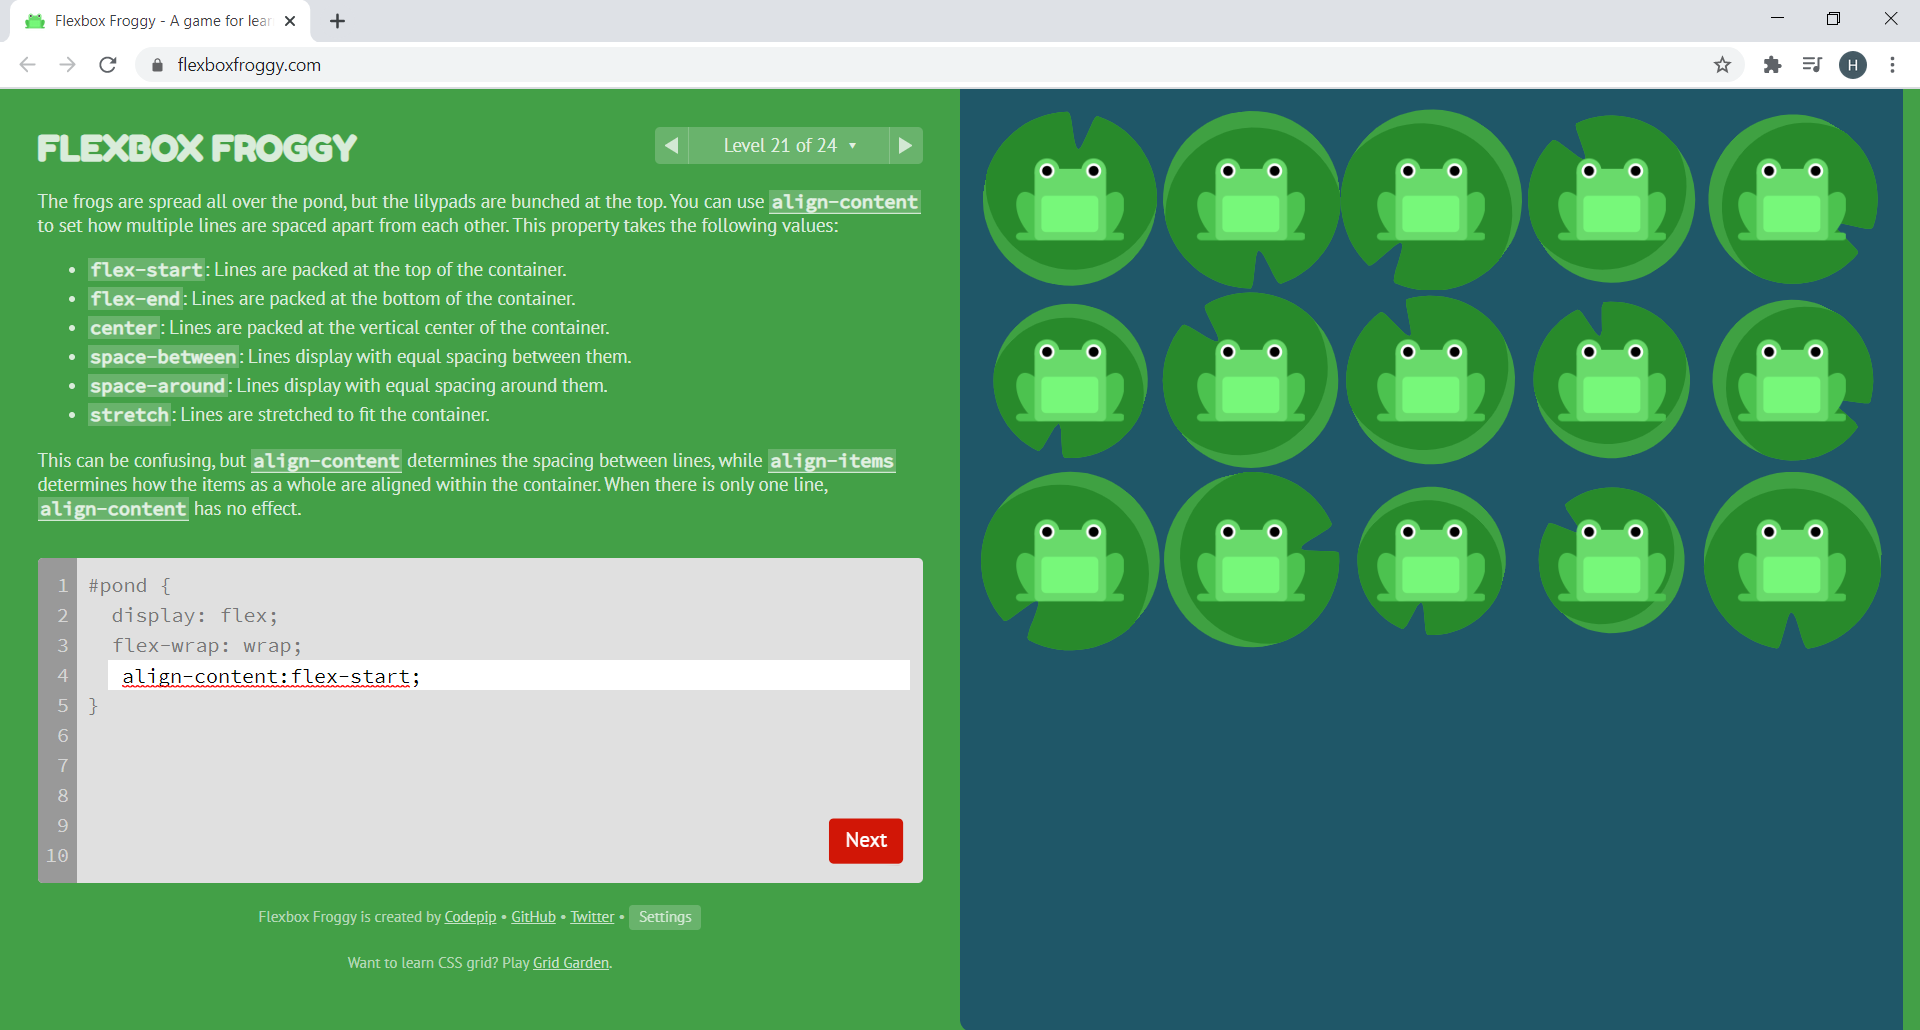 Flexbox Froggy - A game for lear
flexboxfroggy.com
H
FLEXBOX FROGGY
Level 21 of 24
The frogs are spread all over the pond, but the lilypads are bunched at the top. You can use align-content
to set how multiple lines are spaced apart from each other. This property takes the following values:
• flex-start: Lines are packed at the top of the container.
• flex-end: Lines are packed at the bottom of the container.
• center: Lines are packed at the vertical center of the container.
• space-between: Lines display with equal spacing between them.
• space-around: Lines display with equal spacing around them.
• stretch: Lines are stretched to fit the container.
This can be confusing, but align-content determines the spacing between lines, while align-items
determines how the items as a whole are aligned within the container. When there is only one line,
align-content has no effect.
1 #pond {
2 display: flex;
3 flex-wrap: wrap;
4 align-content:flex-start;
5 }
6
7
8
9
10
Next
Flexbox Froggy is created by Codepip • GitHub • Twitter • Settings
Want to learn CSS grid? Play Grid Garden.